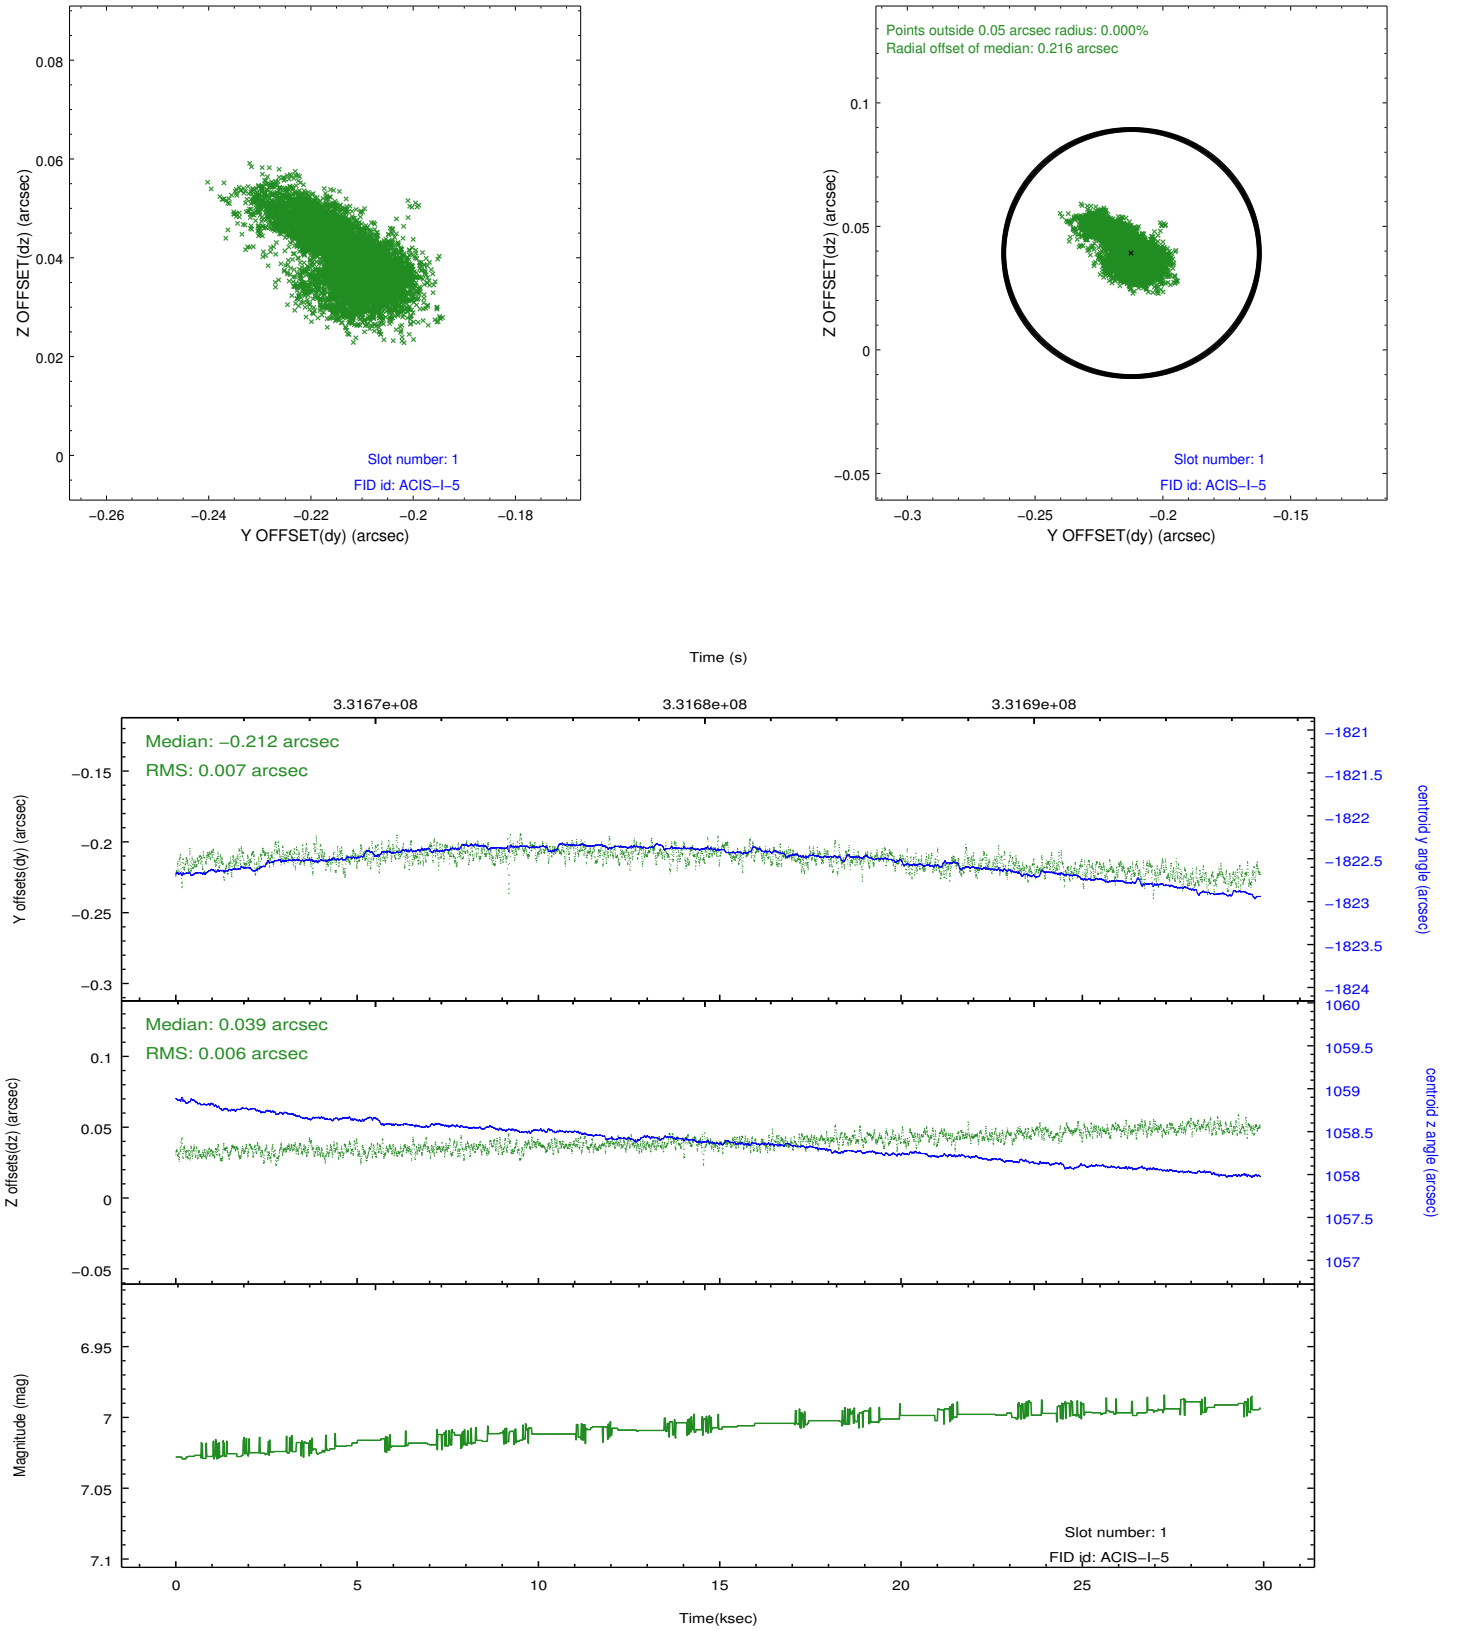 0.08
0.06
0.04
0.02
0
Z OFFSET(dz) (arcsec)
Slot number: 1
FID id: ACIS−I−5
−0.26
−0.24
−0.22
−0.2
−0.18
Y OFFSET(dy) (arcsec)
Points outside 0.05 arcsec radius: 0.000%
Radial offset of median: 0.216 arcsec
0.1
0.05
0
−0.05
Z OFFSET(dz) (arcsec)
Slot number: 1
FID id: ACIS−I−5
−0.3
−0.25
−0.2
−0.15
Y OFFSET(dy) (arcsec)
Time (s)
3.3167e+08
3.3168e+08
3.3169e+08
Median: −0.212 arcsec
RMS: 0.007 arcsec
−0.15
−0.2
−0.25
−0.3
Y offsets(dy) (arcsec)
−1821
−1821.5
−1822
−1822.5
−1823
−1823.5
−1824
centroid y angle (arcsec)
Median: 0.039 arcsec
RMS: 0.006 arcsec
0.1
0.05
0
−0.05
Z offsets(dz) (arcsec)
1060
1059.5
1059
1058.5
1058
1057.5
1057
centroid z angle (arcsec)
6.95
7
7.05
7.1
Magnitude (mag)
Slot number: 1
FID id: ACIS−I−5
0
5
10
15
20
25
30
Time(ksec)